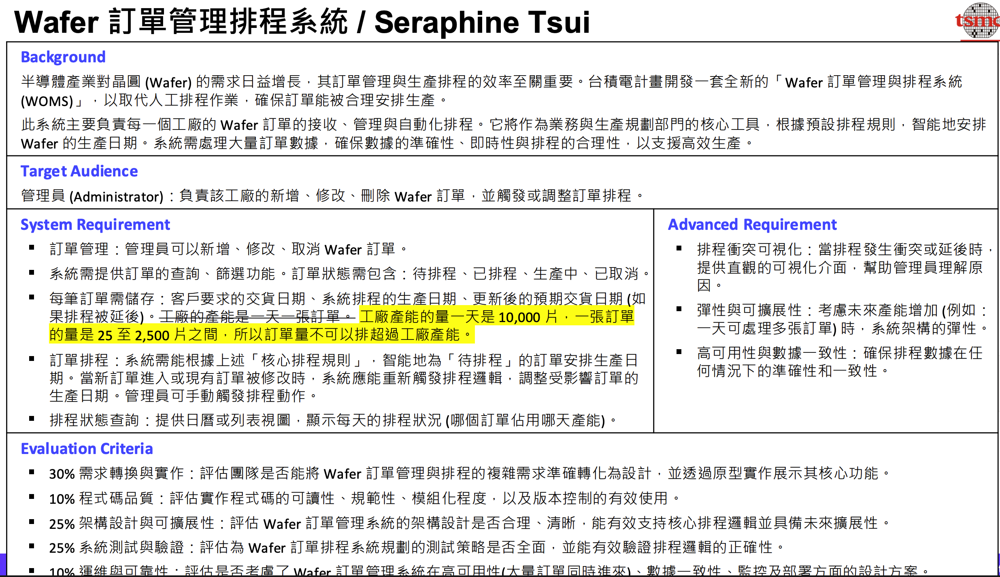 Wafer 訂單管理排程系統 / Seraphine Tsui
tsmc
Background
半導體產業對晶圓 (Wafer) 的需求日益增長，其訂單管理與生產排程的效率至關重要。台積電計畫開發一套全新的「Wafer 訂單管理與排程系統
(WOMS)」，以取代人工排程作業，確保訂單能被合理安排生產。
此系統主要負責每一個工廠的 Wafer 訂單的接收、管理與自動化排程。它將作為業務與生產規劃部門的核心工具，根據預設排程規則，智能地安排
Wafer 的生產日期。系統需處理大量訂單數據，確保數據的準確性、即時性與排程的合理性，以支援高效生產。
Target Audience
管理員 (Administrator)：負責該工廠的新增、修改、刪除 Wafer 訂單，並觸發或調整訂單排程。
System Requirement
▪ 訂單管理：管理員可以新增、修改、取消 Wafer 訂單。
▪ 系統需提供訂單的查詢、篩選功能。訂單狀態需包含：待排程、已排程、生產中、已取消。
▪ 每筆訂單需儲存：客戶要求的交貨日期、系統排程的生產日期、更新後的預期交貨日期 (如
果排程被延後)。工廠的產能是一天一張訂單。工廠產能的量一天是 10,000 片，一張訂單
的量是 25 至 2,500 片之間，所以訂單量不可以排超過工廠產能。
▪ 訂單排程：系統需能根據上述「核心排程規則」，智能地為「待排程」的訂單安排生產日
期。當新訂單進入或現有訂單被修改時，系統應能重新觸發排程邏輯，調整受影響訂單的
生產日期。管理員可手動觸發排程動作。
▪ 排程狀態查詢：提供日曆或列表視圖，顯示每天的排程狀況 (哪個訂單佔用哪天產能)。
Advanced Requirement
▪ 排程衝突可視化：當排程發生衝突或延後時，
提供直觀的可視化介面，幫助管理員理解原
因。
▪ 彈性與可擴展性：考慮未來產能增加 (例如：
一天可處理多張訂單) 時，系統架構的彈性。
▪ 高可用性與數據一致性：確保排程數據在任
何情況下的準確性和一致性。
Evaluation Criteria
▪ 30% 需求轉換與實作：評估團隊是否能將 Wafer 訂單管理與排程的複雜需求準確轉化為設計，並透過原型實作展示其核心功能。
▪ 10% 程式碼品質：評估實作程式碼的可讀性、規範性、模組化程度，以及版本控制的有效使用。
▪ 25% 架構設計與可擴展性：評估 Wafer 訂單管理系統的架構設計是否合理、清晰，能有效支持核心排程邏輯並具備未來擴展性。
▪ 25% 系統測試與驗證：評估為 Wafer 訂單排程系統規劃的測試策略是否全面，並能有效驗證排程邏輯的正確性。
▪ 10% 運維與可靠性：評估是否考慮了 Wafer 訂單管理系統在高可用性(大量訂單同時進來)、數據一致性、監控及部署方面的設計方案。